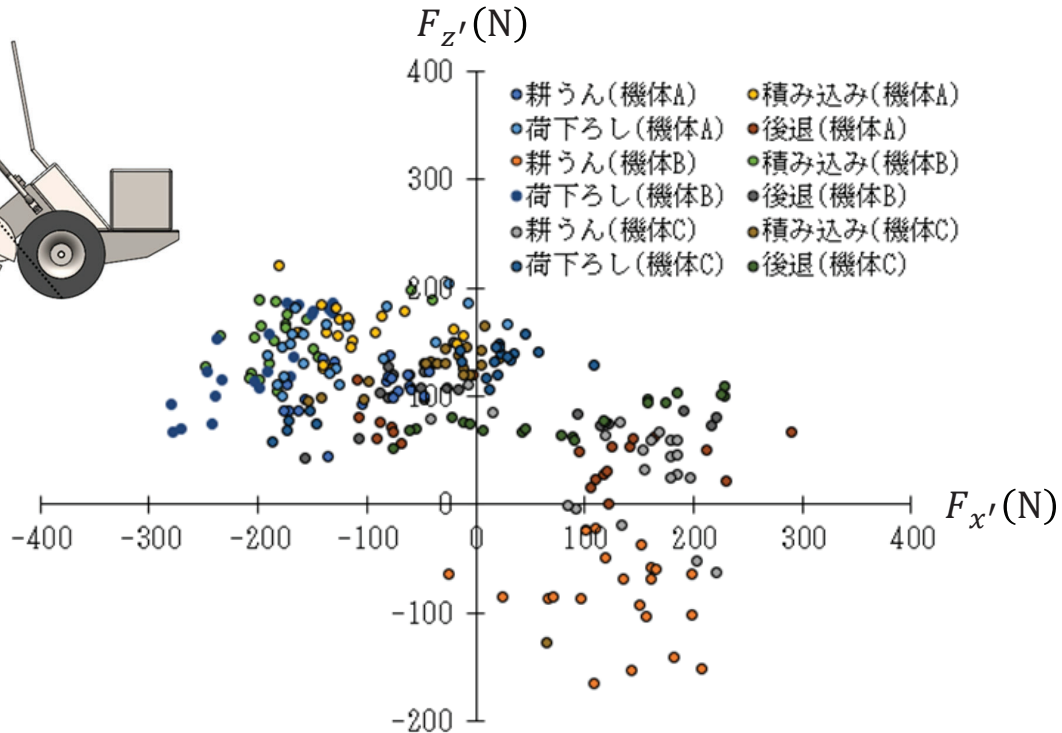 F_z′(N)
400
300
200
100
0
-100
-200
耕うん(機体A)
積み込み(機体A)
荷下ろし(機体A)
後退(機体A)
耕うん(機体B)
積み込み(機体B)
荷下ろし(機体B)
後退(機体B)
耕うん(機体C)
積み込み(機体C)
荷下ろし(機体C)
後退(機体C)
-400 -300 -200 -100 0 100 200 300 400
F_x′(N)